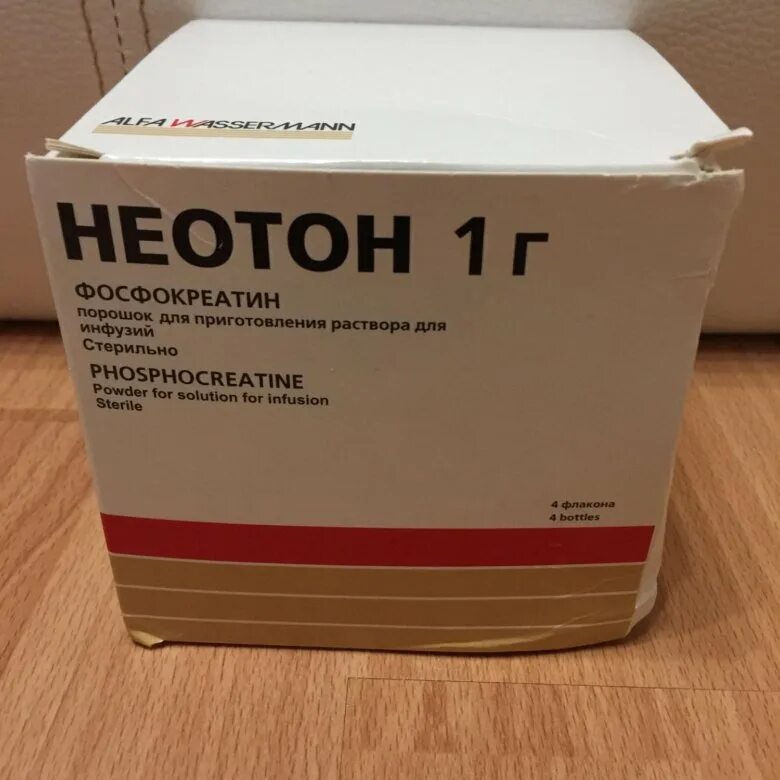 ALFA WASSERMANN
НЕОТОН 1 г
ФОСФОКРЕАТИН
порошок для приготовления раствора для
инфузий
Стерильно
PHOSPHOCREATINE
Powder for solution for infusion
Sterile
4 флакона
4 bottles